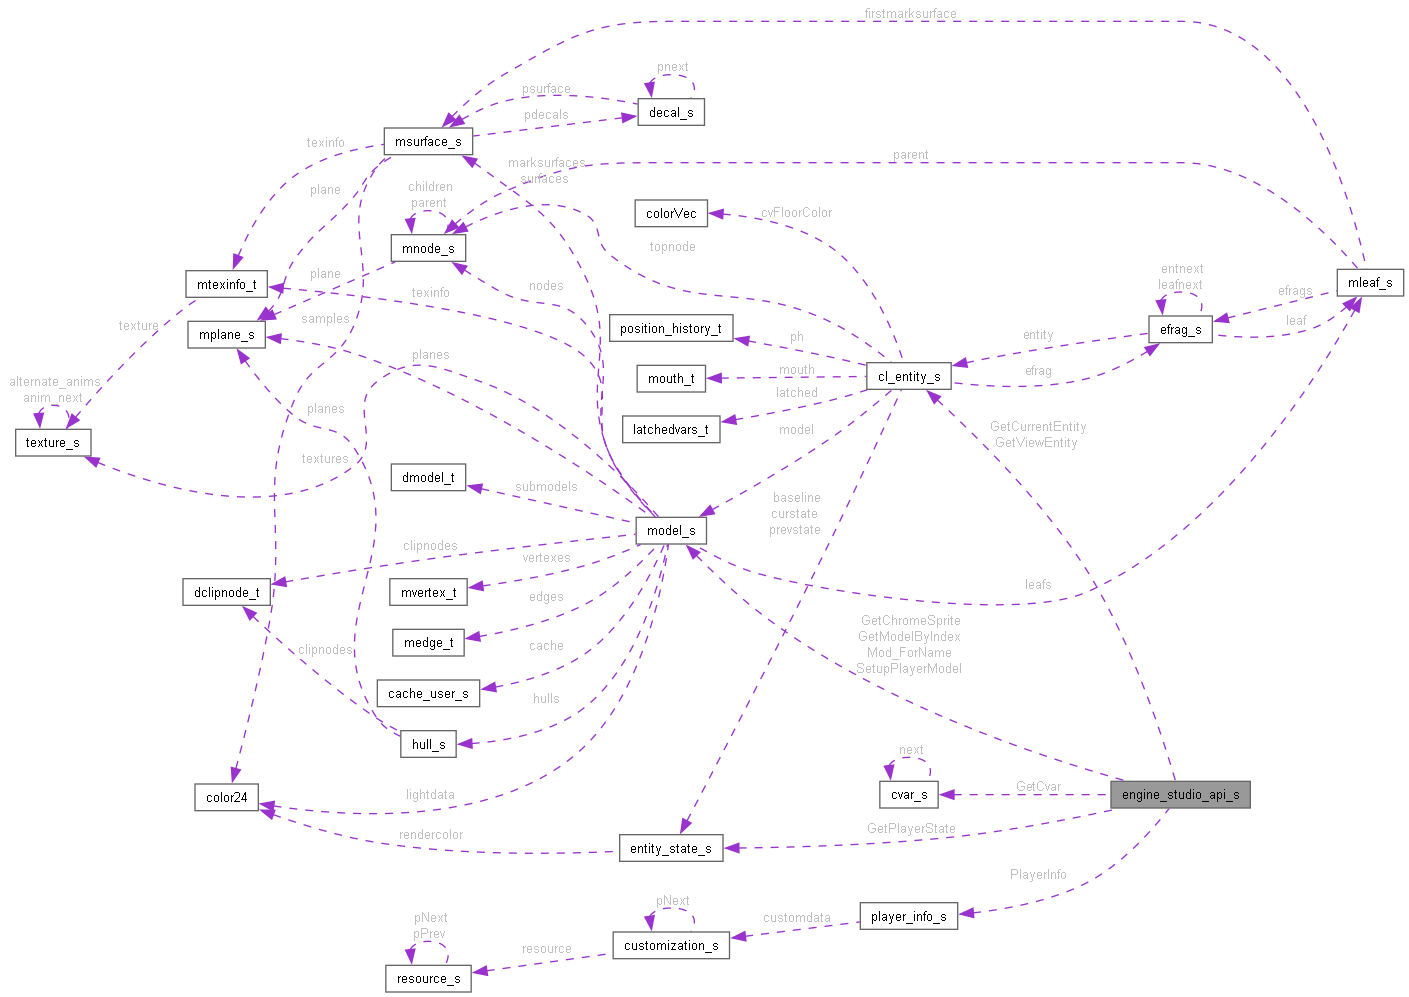 firstmarksurface
pnext
psurface
decal_s
pdecals
msurface_s
texinfo
marksurfaces
surfaces
parent
plane
children
parent
colorVec
cvFloorColor
mnode_s
topnode
entnext
leafnext
plane
mtexinfo_t
texinfo
nodes
efrags
mleaf_s
samples
texture
mplane_s
position_history_t
ph
entity
efrag_s
leaf
planes
alternate_anims
anim_next
mouth_t
mouth
cl_entity_s
efrag
latched
planes
texture_s
latchedvars_t
model
GetCurrentEntity
GetViewEntity
textures
dmodel_t
submodels
baseline
curstate
prevstate
model_s
clipnodes
vertexes
dclipnode_t
mvertex_t
edges
leafs
medge_t
GetChromeSprite
GetModelByIndex
Mod_ForName
SetupPlayerModel
clipnodes
cache
cache_user_s
hulls
hull_s
next
color24
lightdata
cvar_s
GetCvar
engine_studio_api_s
rendercolor
entity_state_s
GetPlayerState
PlayerInfo
pNext
customdata
player_info_s
pNext
pPrev
customization_s
resource
resource_s